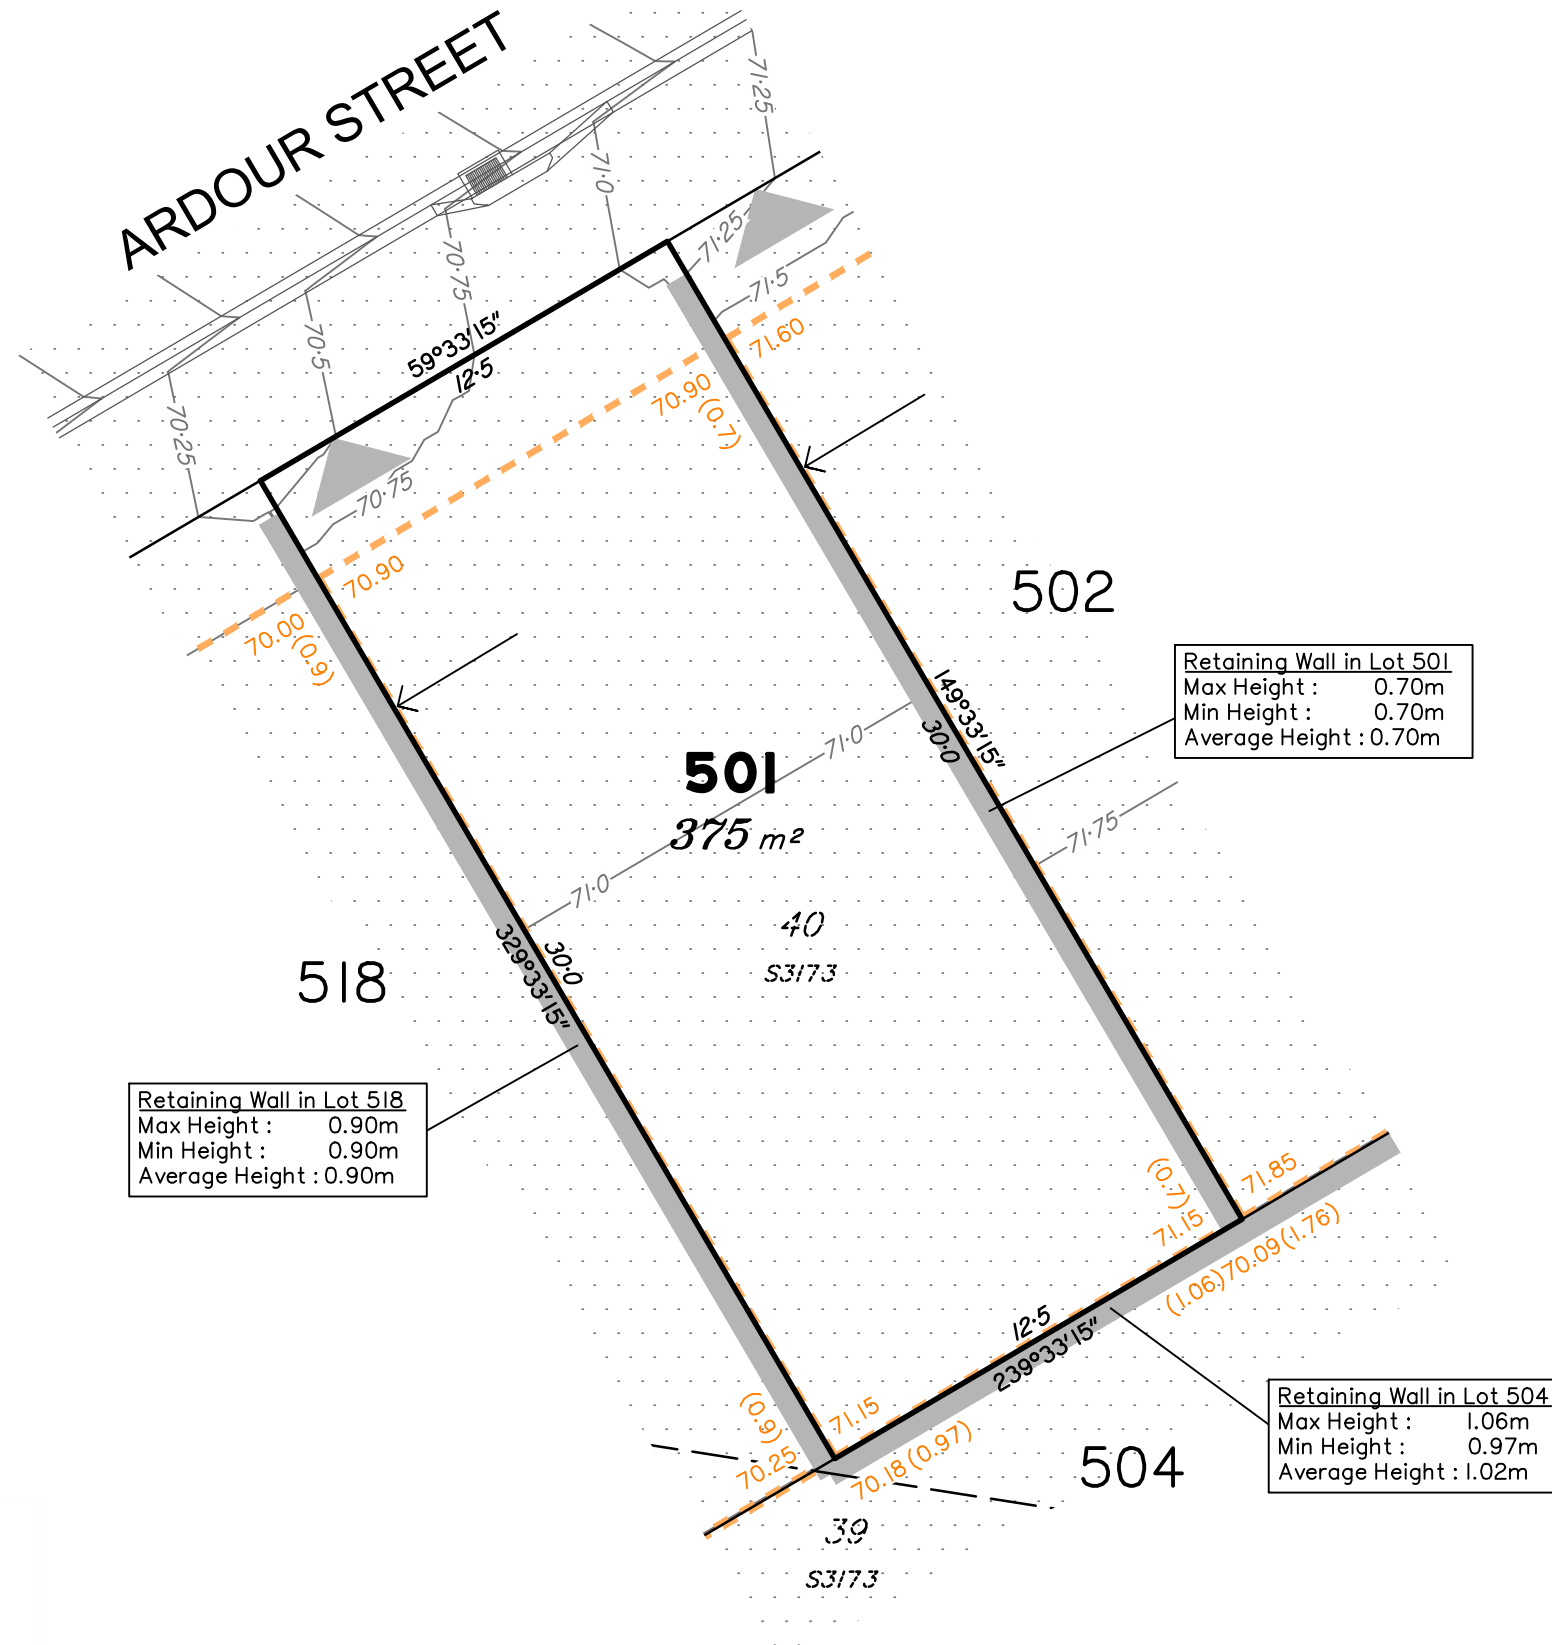 ARDOUR STREET
71·25
71·0
70·75
70·5
70·25
71·25
71·5
59°33'15"
12·5
71.60
70.90
(0.7)
70·75
70.90
70.00
(0.9)
502
Retaining Wall in Lot 501
Max Height : 0.70m
Min Height : 0.70m
Average Height : 0.70m
149°33'15"
30·0
71·0
501
375 m²
71·75
71·0
40
S3173
518
329°33'15"
30·0
Retaining Wall in Lot 518
Max Height : 0.90m
Min Height : 0.90m
Average Height : 0.90m
(0.7)
71.85
71.15
(1.06) 70.09 (1.76)
12·5
239°33'15"
Retaining Wall in Lot 504
Max Height : 1.06m
Min Height : 0.97m
Average Height : 1.02m
(0.9)
71.15
70.25
70.18 (0.97)
504
39
S3173